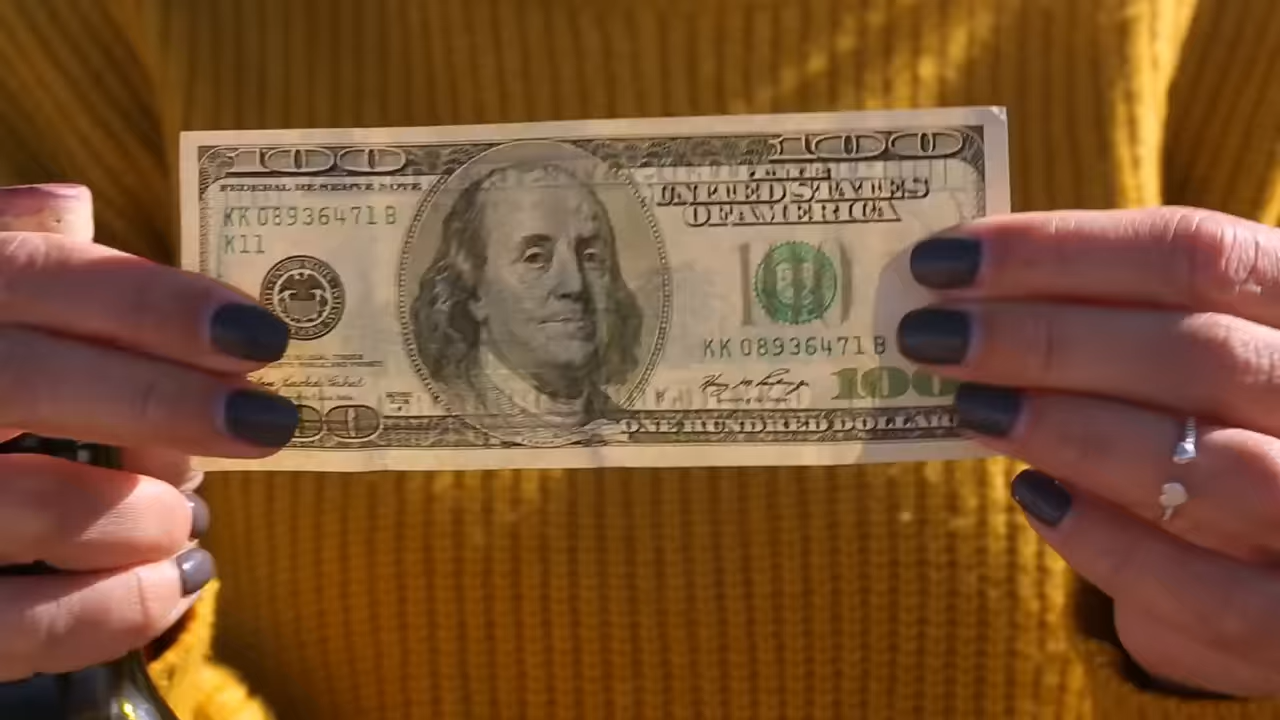 100
100
FEDERAL RESERVE NOTE
THE
UNITED STATES
OF AMERICA
KK 08936471 B
K11
KK 08936471 B
100
ONE HUNDRED DOLLARS